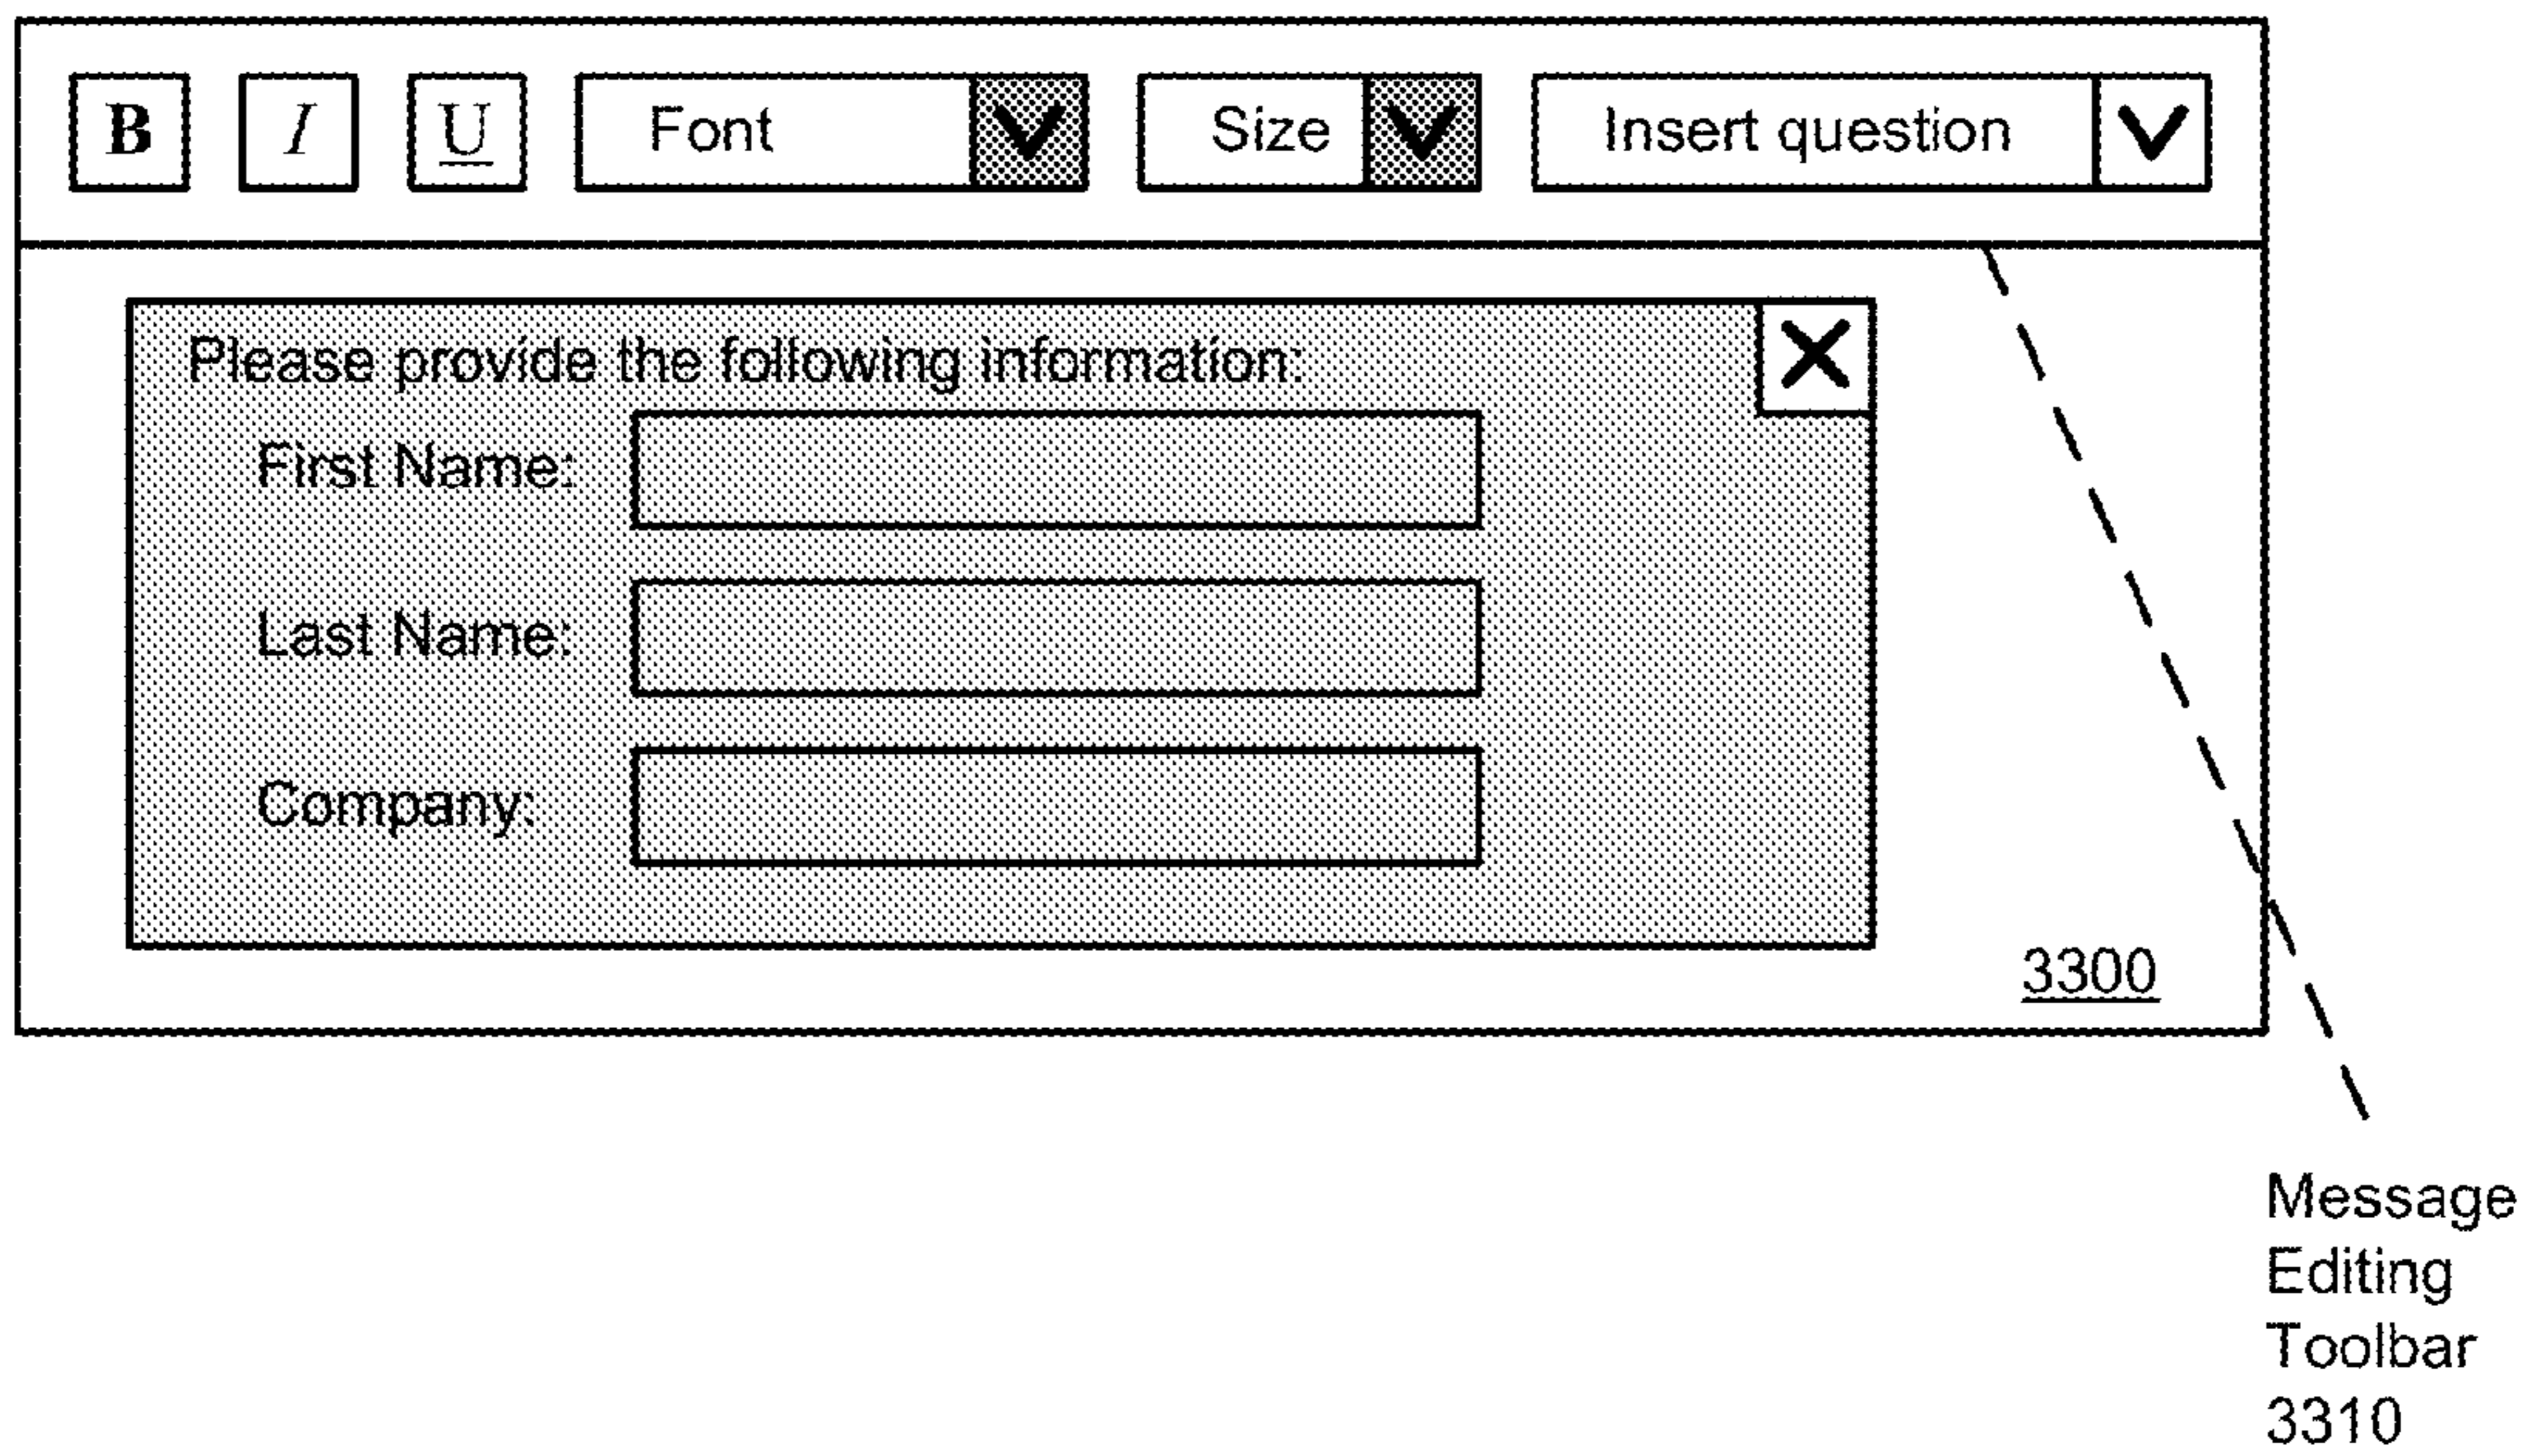 B I U Font Size Insert question
Please provide the following information:
First Name:
Last Name:
Company:
3300
Message
Editing
Toolbar
3310